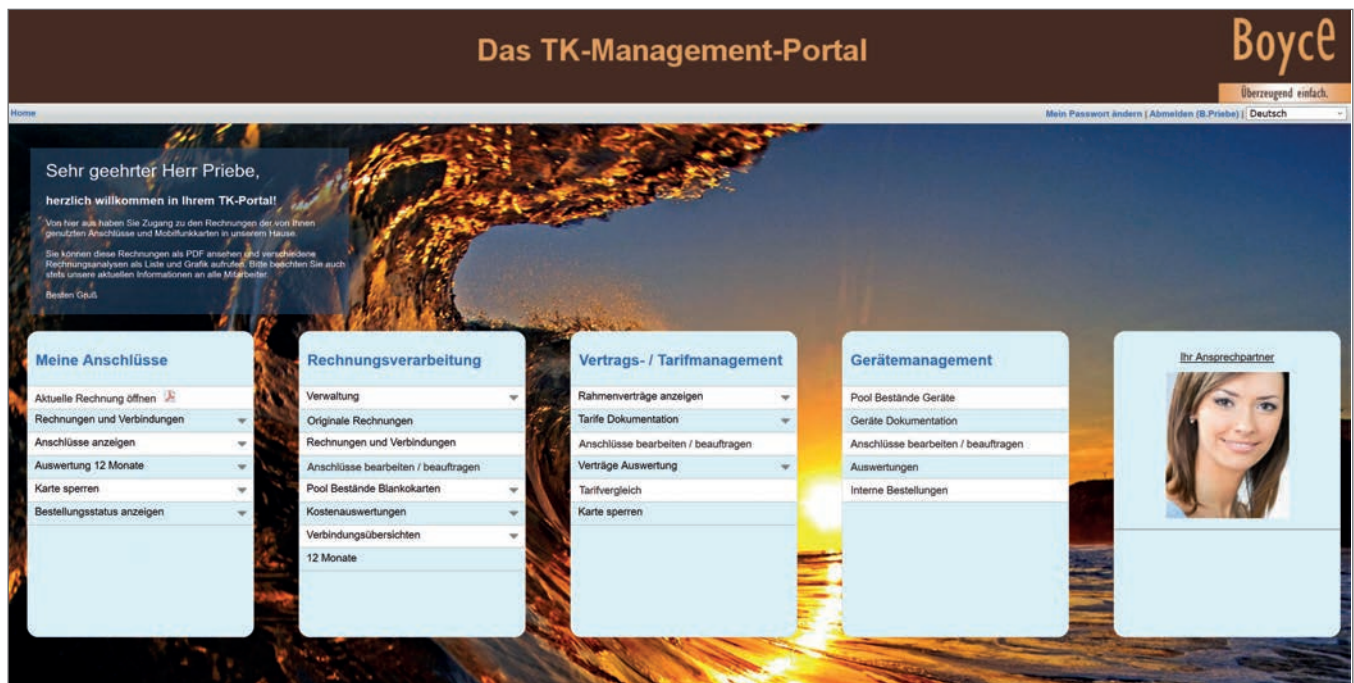 Das TK-Management-Portal
Boyce
Überzeugend einfach.
Home
Mein Passwort ändern | Abmelden (B.Priebe) | Deutsch
Sehr geehrter Herr Priebe,
herzlich willkommen in Ihrem TK-Portal!
Von hier aus haben Sie Zugang zu den Rechnungen der von Ihnen
genutzten Anschlüsse und Mobilfunkkarten in unserem Hause.
Sie können diese Rechnungen als PDF ansehen und verschiedene
Rechnungsanalysen als Liste und Grafik aufrufen. Bitte beachten Sie auch
stets unsere aktuellen Informationen an alle Mitarbeiter.
Besten Gruß
Meine Anschlüsse
Aktuelle Rechnung öffnen
Rechnungen und Verbindungen
Anschlüsse anzeigen
Auswertung 12 Monate
Karte sperren
Bestellungsstatus anzeigen
Rechnungsverarbeitung
Verwaltung
Originale Rechnungen
Rechnungen und Verbindungen
Anschlüsse bearbeiten / beauftragen
Pool Bestände Blankokarten
Kostenauswertungen
Verbindungsübersichten
12 Monate
Vertrags- / Tarifmanagement
Rahmenverträge anzeigen
Tarife Dokumentation
Anschlüsse bearbeiten / beauftragen
Verträge Auswertung
Tarifvergleich
Karte sperren
Gerätemanagement
Pool Bestände Geräte
Geräte Dokumentation
Anschlüsse bearbeiten / beauftragen
Auswertungen
Interne Bestellungen
Ihr Ansprechpartner